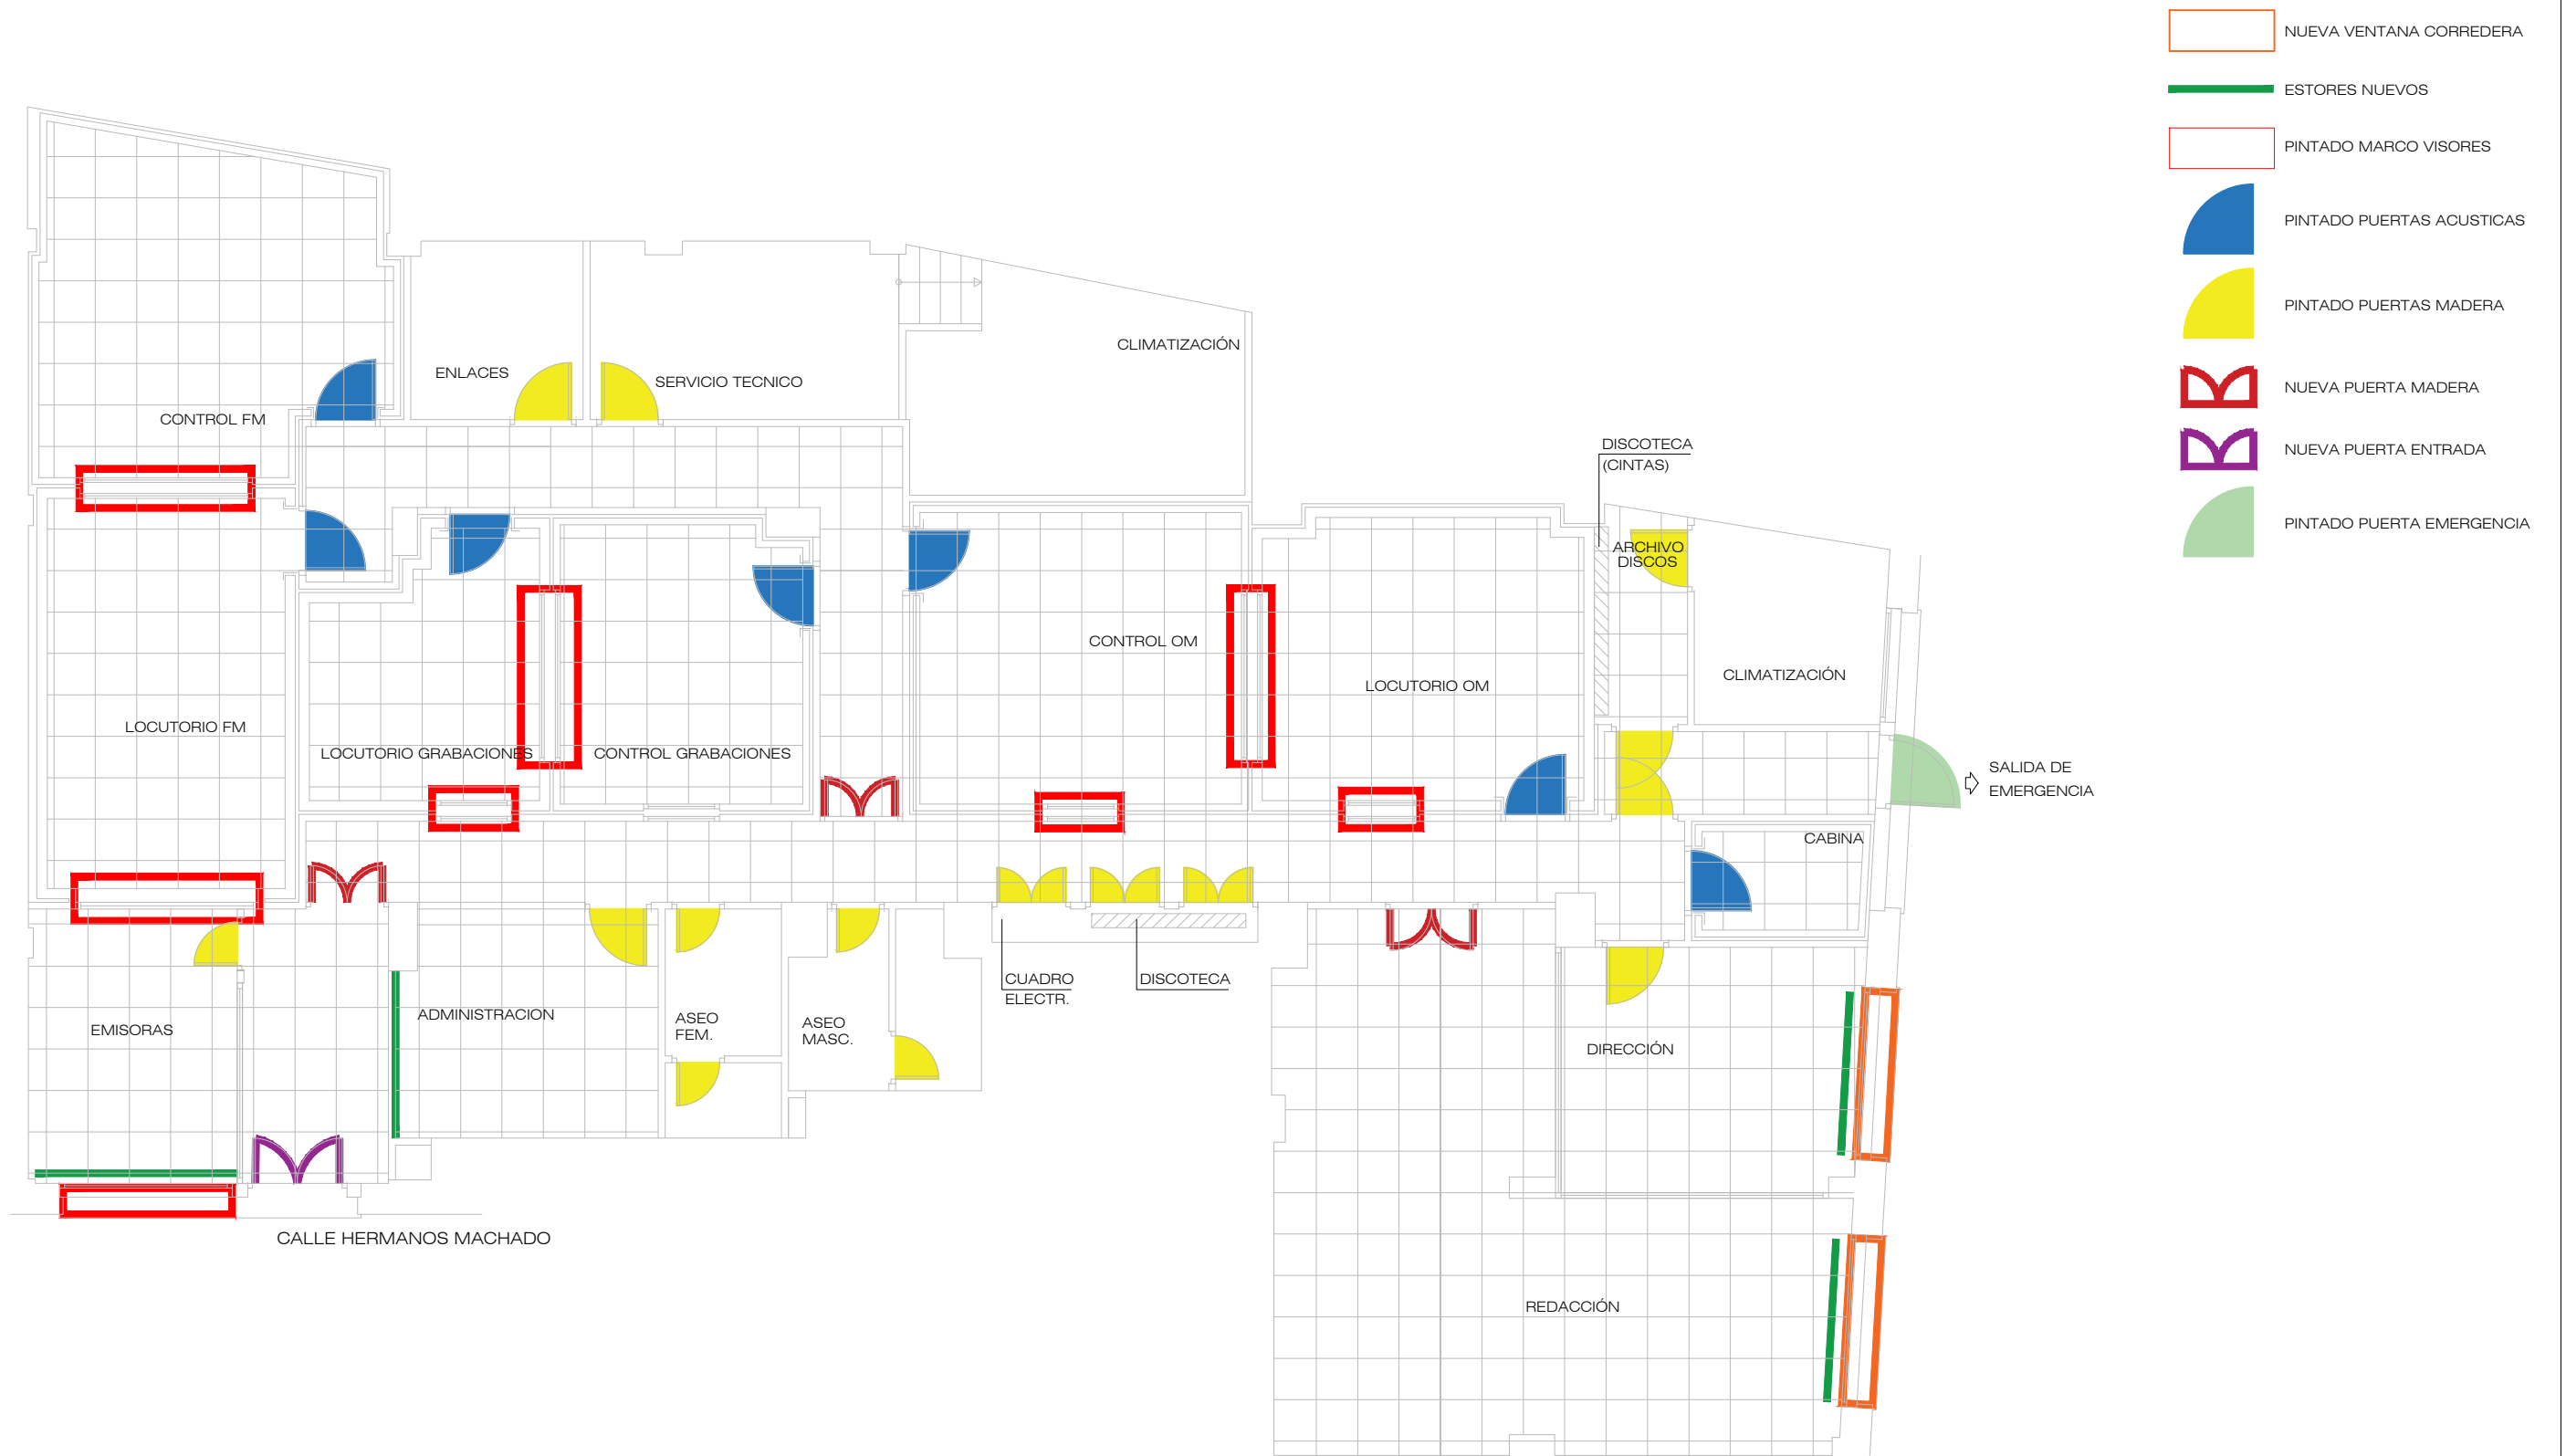 NUEVA VENTANA CORREDERA
ESTORES NUEVOS
PINTADO MARCO VISORES
PINTADO PUERTAS ACUSTICAS
PINTADO PUERTAS MADERA
NUEVA PUERTA MADERA
NUEVA PUERTA ENTRADA
PINTADO PUERTA EMERGENCIA
CLIMATIZACIÓN
ENLACES
SERVICIO TECNICO
CONTROL FM
DISCOTECA
(CINTAS)
ARCHIVO
DISCOS
CONTROL OM
LOCUTORIO OM
CLIMATIZACIÓN
LOCUTORIO FM
LOCUTORIO GRABACIONES
CONTROL GRABACIONES
SALIDA DE
EMERGENCIA
CABINA
CUADRO
ELECTR.
DISCOTECA
ADMINISTRACION
ASEO
FEM.
ASEO
MASC.
EMISORAS
DIRECCIÓN
CALLE HERMANOS MACHADO
REDACCIÓN